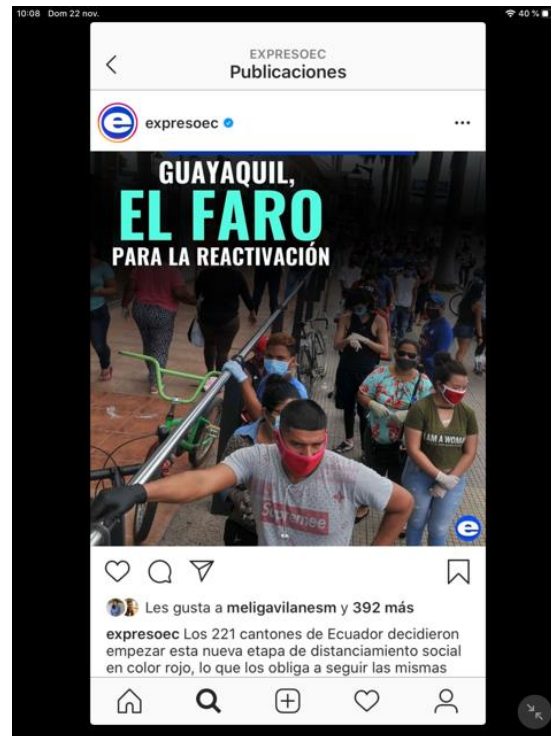 10:08 Dom 22 nov.
40 %
EXPRESOEC
Publicaciones
expresoec
GUAYAQUIL,
EL FARO
PARA LA REACTIVACIÓN
I AM A WOMAN
Supremee
e
Les gusta a meligavilanesm y 392 más
expresoec Los 221 cantones de Ecuador decidieron
empezar esta nueva etapa de distanciamiento social
en color rojo, lo que los obliga a seguir las mismas